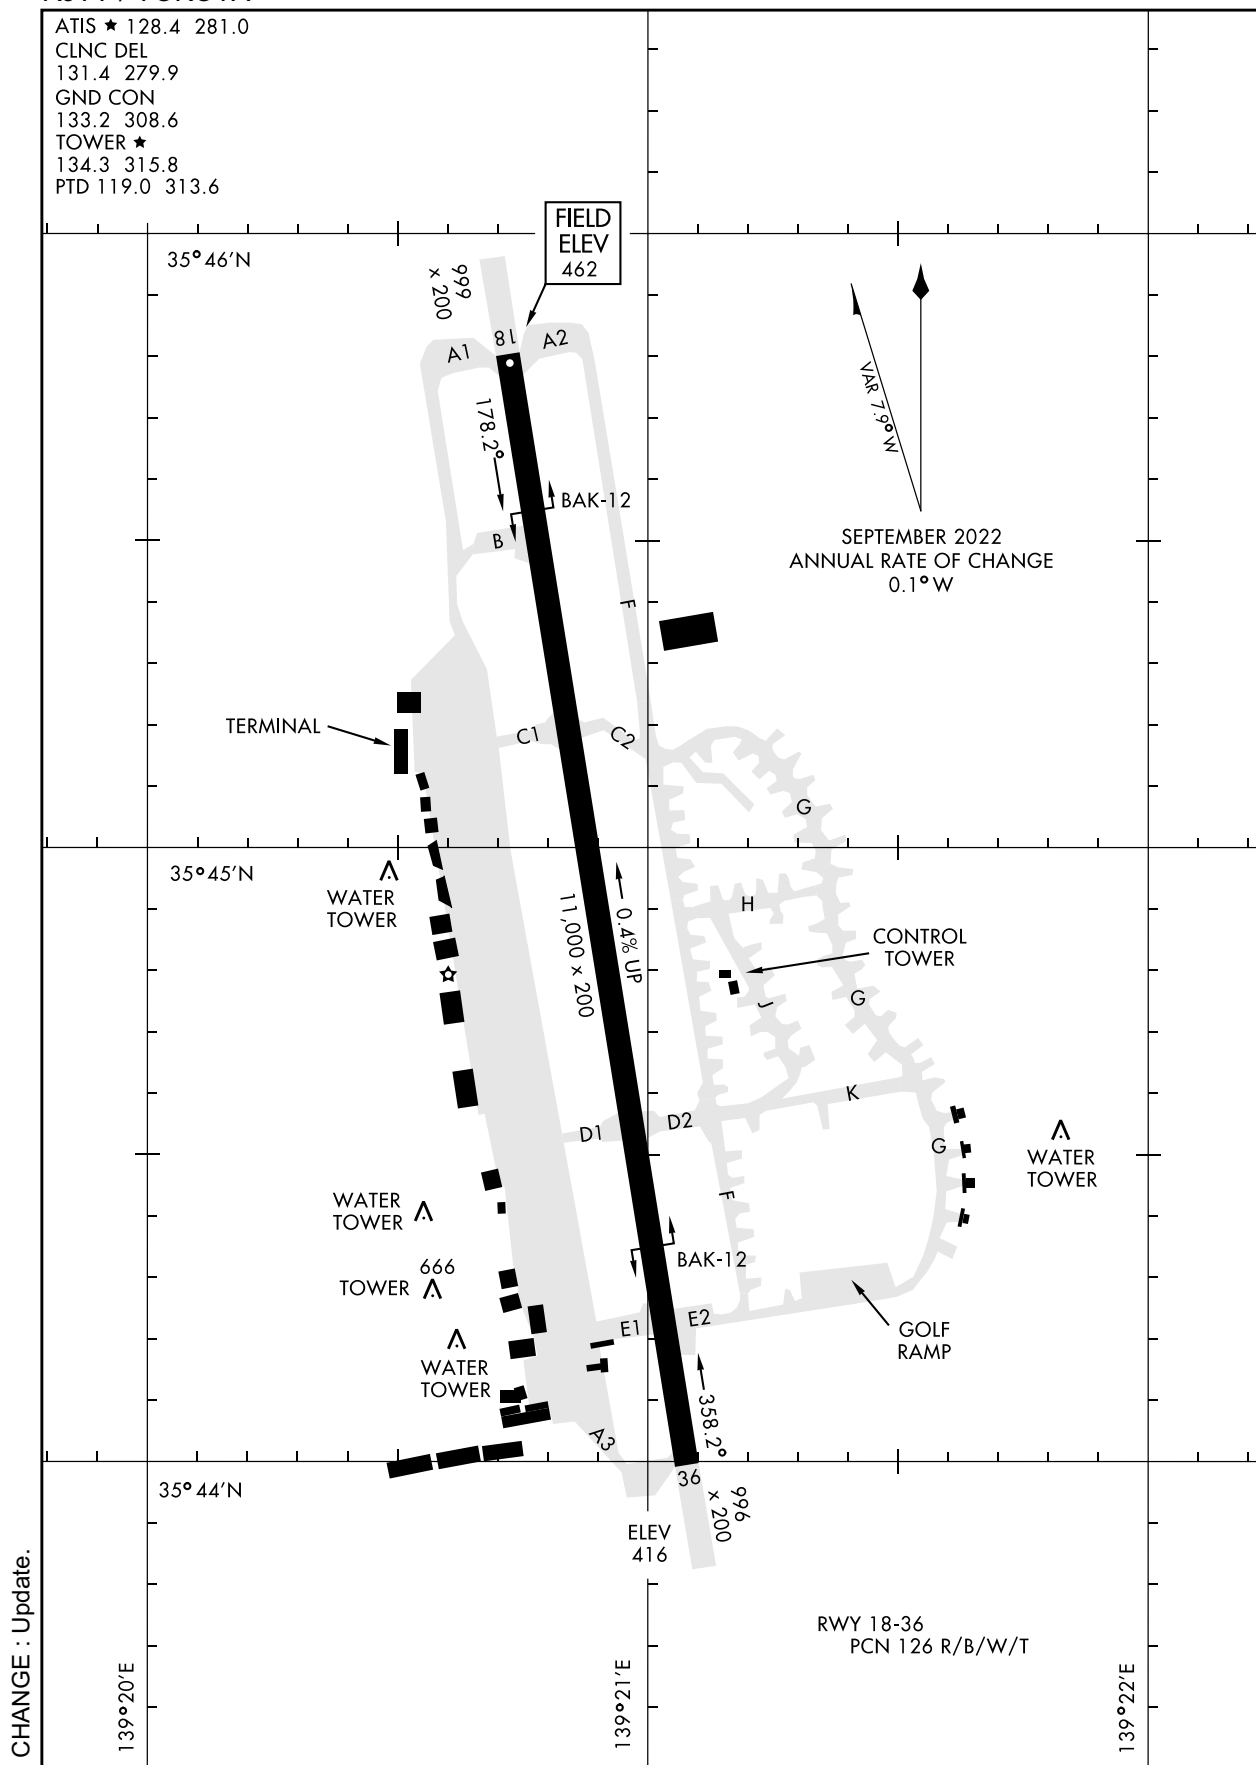 ATIS ★ 128.4 281.0
CLNC DEL
131.4 279.9
GND CON
133.2 308.6
TOWER ★
134.3 315.8
PTD 119.0 313.6
FIELD
ELEV
462
35°46'N
999
x 200
A1
18
A2
178.2°
BAK-12
B
VAR 7.9° W
SEPTEMBER 2022
ANNUAL RATE OF CHANGE
0.1° W
F
TERMINAL
C1
C2
G
35°45'N
WATER
TOWER
11,000 x 200
0.4% UP
H
CONTROL
TOWER
J
G
K
D1
D2
G
WATER
TOWER
F
WATER
TOWER
BAK-12
666
TOWER
E1
E2
GOLF
RAMP
WATER
TOWER
358.2°
A3
35°44'N
36
996
x 200
ELEV
416
RWY 18-36
PCN 126 R/B/W/T
139°20'E
139°21'E
139°22'E
CHANGE : Update.